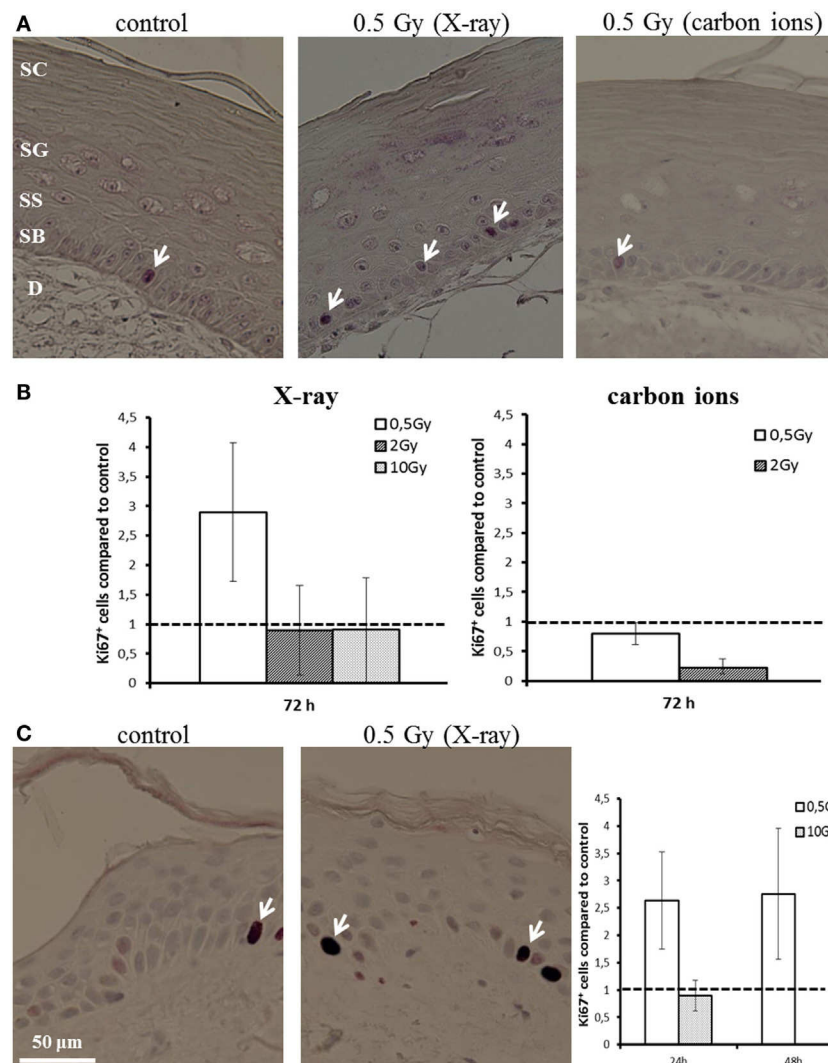 A
control
0.5 Gy (X-ray)
0.5 Gy (carbon ions)
SC
SG
SS
SB
D
B
X-ray
carbon ions
Ki67+ cells compared to control
4,5
4
3,5
3
2,5
2
1,5
1
0,5
0
0,5Gy
2Gy
10Gy
72 h
Ki67+ cells compared to control
4,5
4
3,5
3
2,5
2
1,5
1
0,5
0
0,5Gy
2Gy
72 h
C
control
0.5 Gy (X-ray)
50 µm
Ki67+ cells compared to control
4,5
4
3,5
3
2,5
2
1,5
1
0,5
0
0,5G
10G
24h
48h